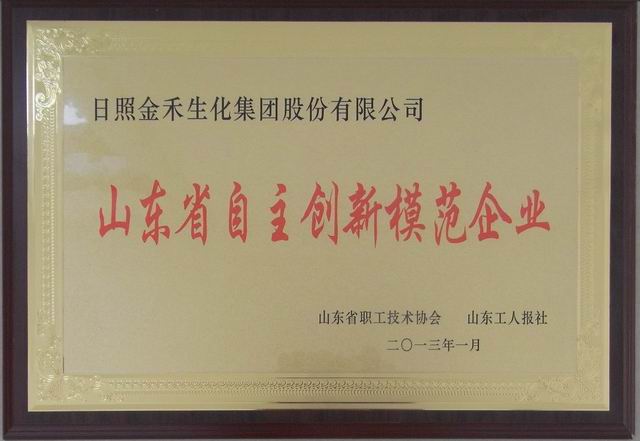 日照金禾生化集团股份有限公司
山东省自主创新模范企业
山东省职工技术协会 山东工人报社
二〇一三年一月